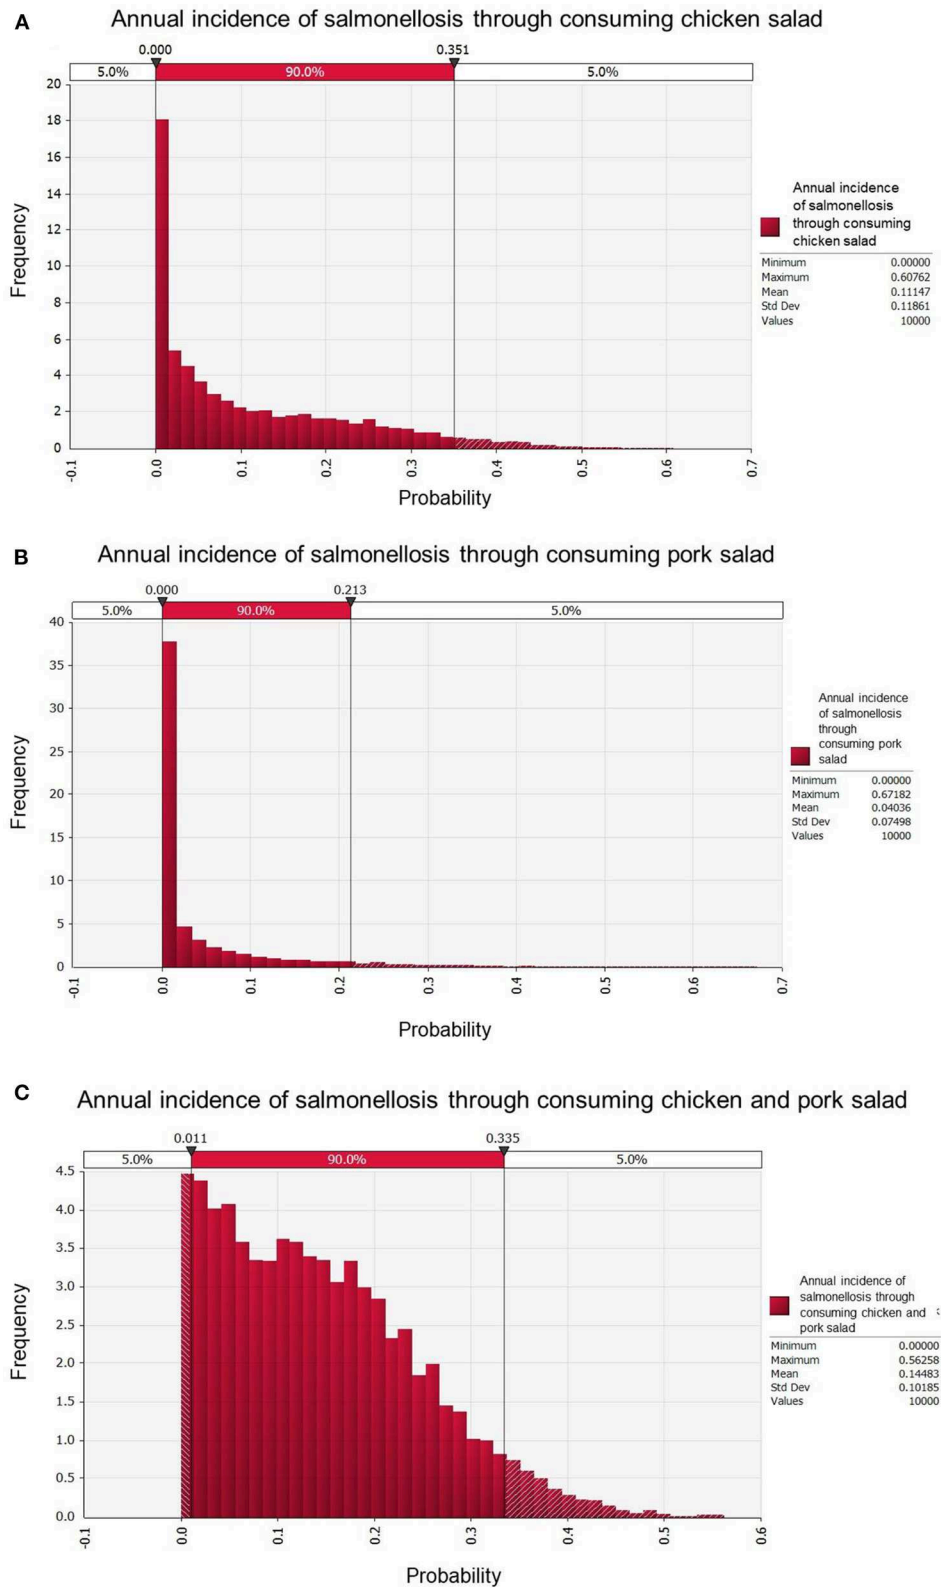 A
Annual incidence of salmonellosis through consuming chicken salad
0.000 0.351
5.0% 90.0% 5.0%
20
18
16
14
12
10
8
6
4
2
0
Frequency
-0.1 0.0 0.1 0.2 0.3 0.4 0.5 0.6 0.7
Probability
Annual incidence
of salmonellosis
through consuming
chicken salad
Minimum 0.00000
Maximum 0.60762
Mean 0.11147
Std Dev 0.11861
Values 10000
B
Annual incidence of salmonellosis through consuming pork salad
0.000 0.213
5.0% 90.0% 5.0%
40
35
30
25
20
15
10
5
0
Frequency
-0.1 0.0 0.1 0.2 0.3 0.4 0.5 0.6 0.7
Probability
Annual incidence
of salmonellosis
through
consuming pork
salad
Minimum 0.00000
Maximum 0.67182
Mean 0.04036
Std Dev 0.07498
Values 10000
C
Annual incidence of salmonellosis through consuming chicken and pork salad
0.011 0.335
5.0% 90.0% 5.0%
4.5
4.0
3.5
3.0
2.5
2.0
1.5
1.0
0.5
0.0
Frequency
-0.1 0.0 0.1 0.2 0.3 0.4 0.5 0.6
Probability
Annual incidence of
salmonellosis through
consuming chicken and
pork salad
Minimum 0.00000
Maximum 0.56258
Mean 0.14483
Std Dev 0.10185
Values 10000